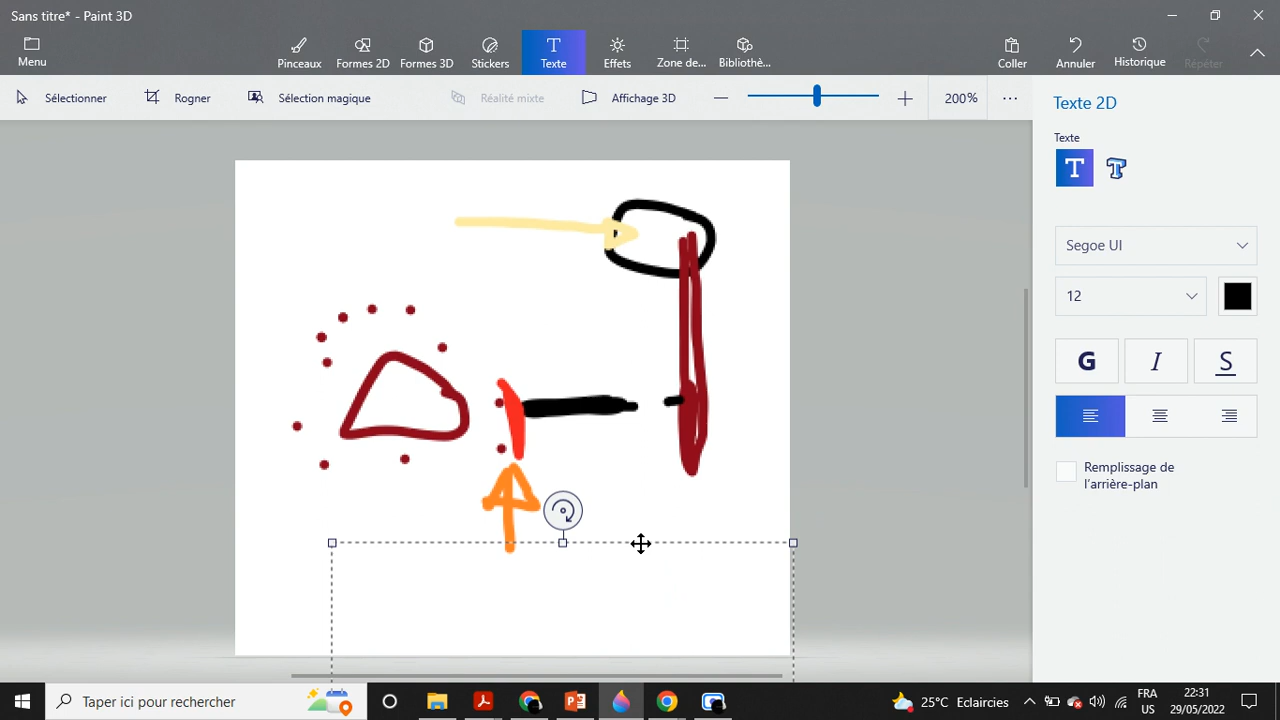 Sans titre* - Paint 3D
Menu
Pinceaux
Formes 2D
Formes 3D
Stickers
Texte
Effets
Zone de...
Bibliothè...
Coller
Annuler
Historique
Répéter
Sélectionner
Rogner
Sélection magique
Réalité mixte
Affichage 3D
200%
Texte 2D
Texte
Segoe UI
12
G
I
S
Remplissage de
l'arrière-plan
Taper ici pour rechercher
25°C Eclaircies
FRA
US
22:31
29/05/2022